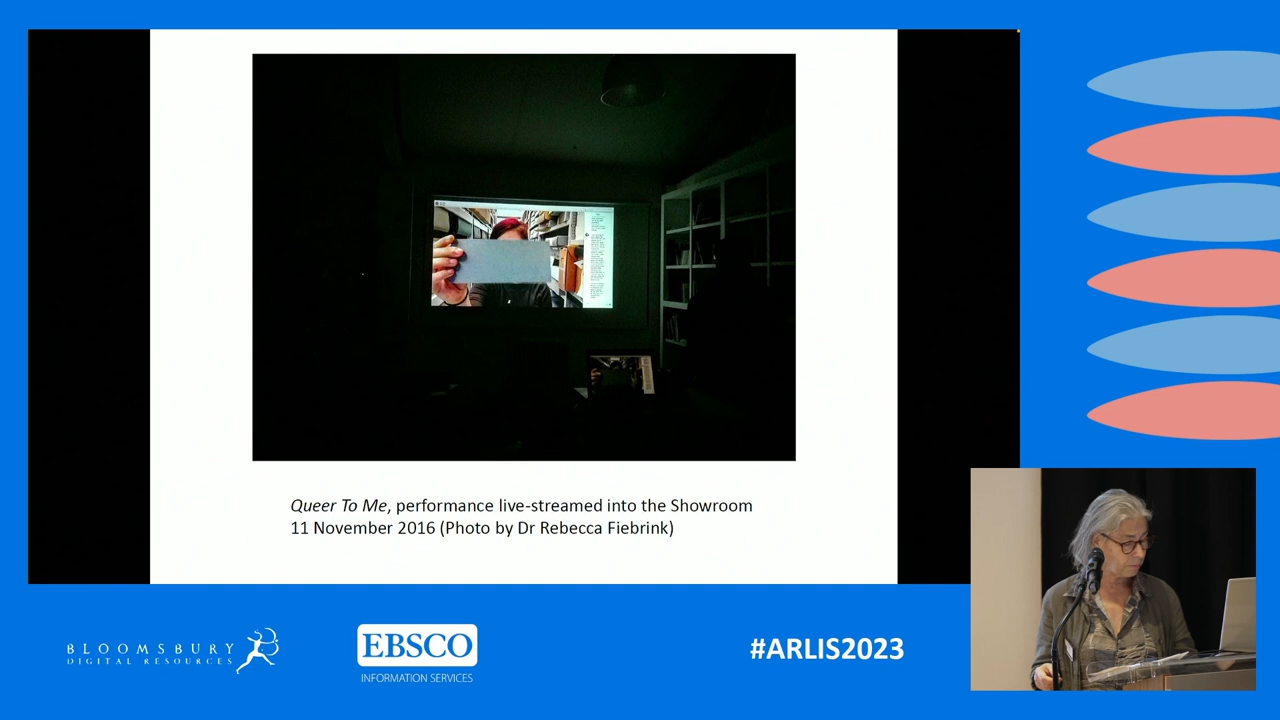 Queer To Me, performance live-streamed into the Showroom
11 November 2016 (Photo by Dr Rebecca Fiebrink)
BLOOMSBURY
DIGITAL RESOURCES
EBSCO
INFORMATION SERVICES
#ARLIS2023